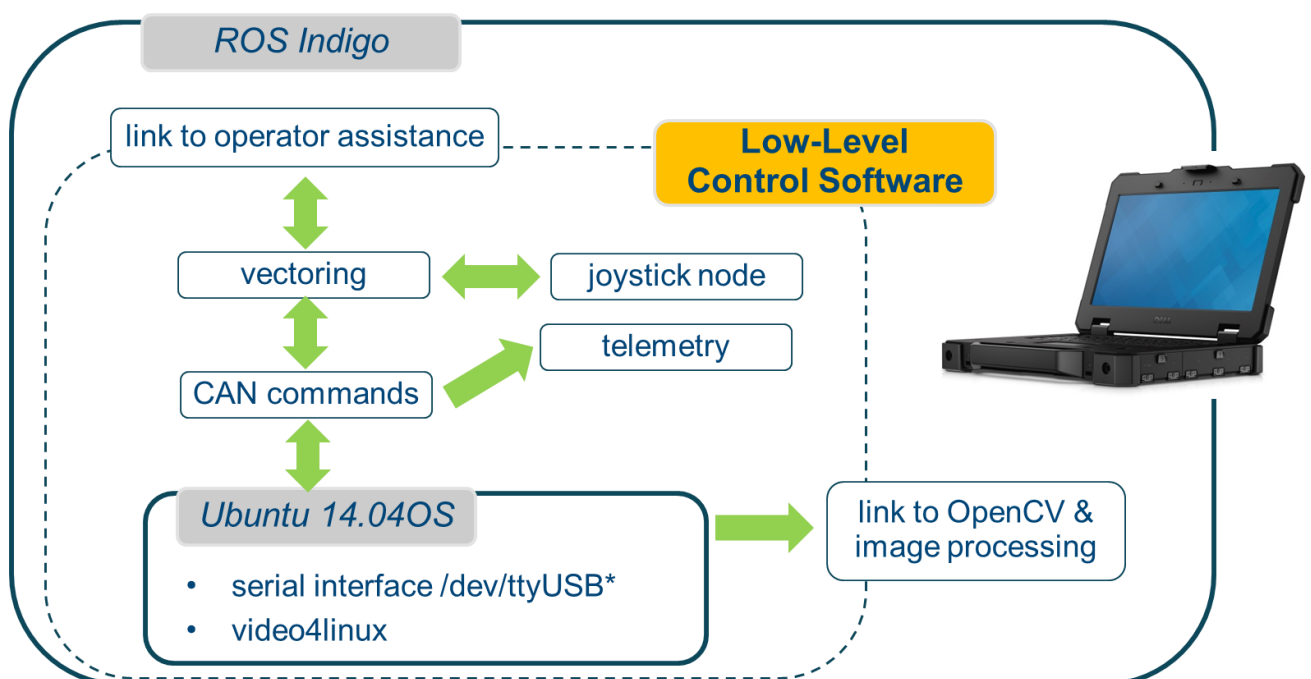 ROS Indigo
link to operator assistance
Low-Level
Control Software
vectoring
joystick node
telemetry
CAN commands
Ubuntu 14.04OS
• serial interface /dev/ttyUSB*
• video4linux
link to OpenCV &
image processing